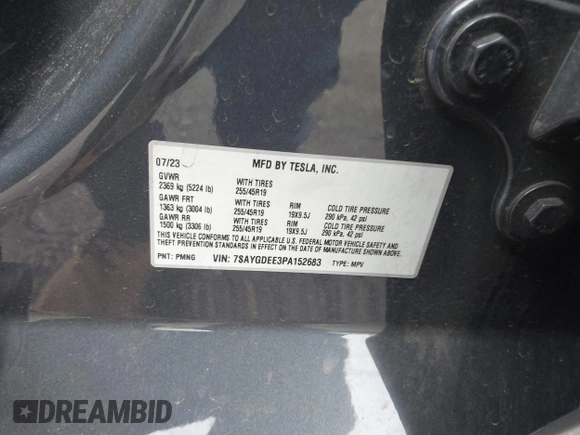 07/23 MFD BY TESLA, INC.
GVWR
2369 kg (5224 lb) WITH TIRES 255/45R19
GAWR FRT WITH TIRES RIM COLD TIRE PRESSURE
1363 kg (3004 lb) 255/45R19 19X9.5J 290 kPa, 42 psi
GAWR RR WITH TIRES RIM COLD TIRE PRESSURE
1500 kg (3306 lb) 255/45R19 19X9.5J 290 kPa, 42 psi
THIS VEHICLE CONFORMS TO ALL APPLICABLE U.S. FEDERAL MOTOR VEHICLE SAFETY AND
THEFT PREVENTION STANDARDS IN EFFECT ON THE DATE OF MANUFACTURE SHOWN ABOVE.
PNT: PMNG VIN: 7SAYGDEE3PA152683 TYPE: MPV
DREAMBID